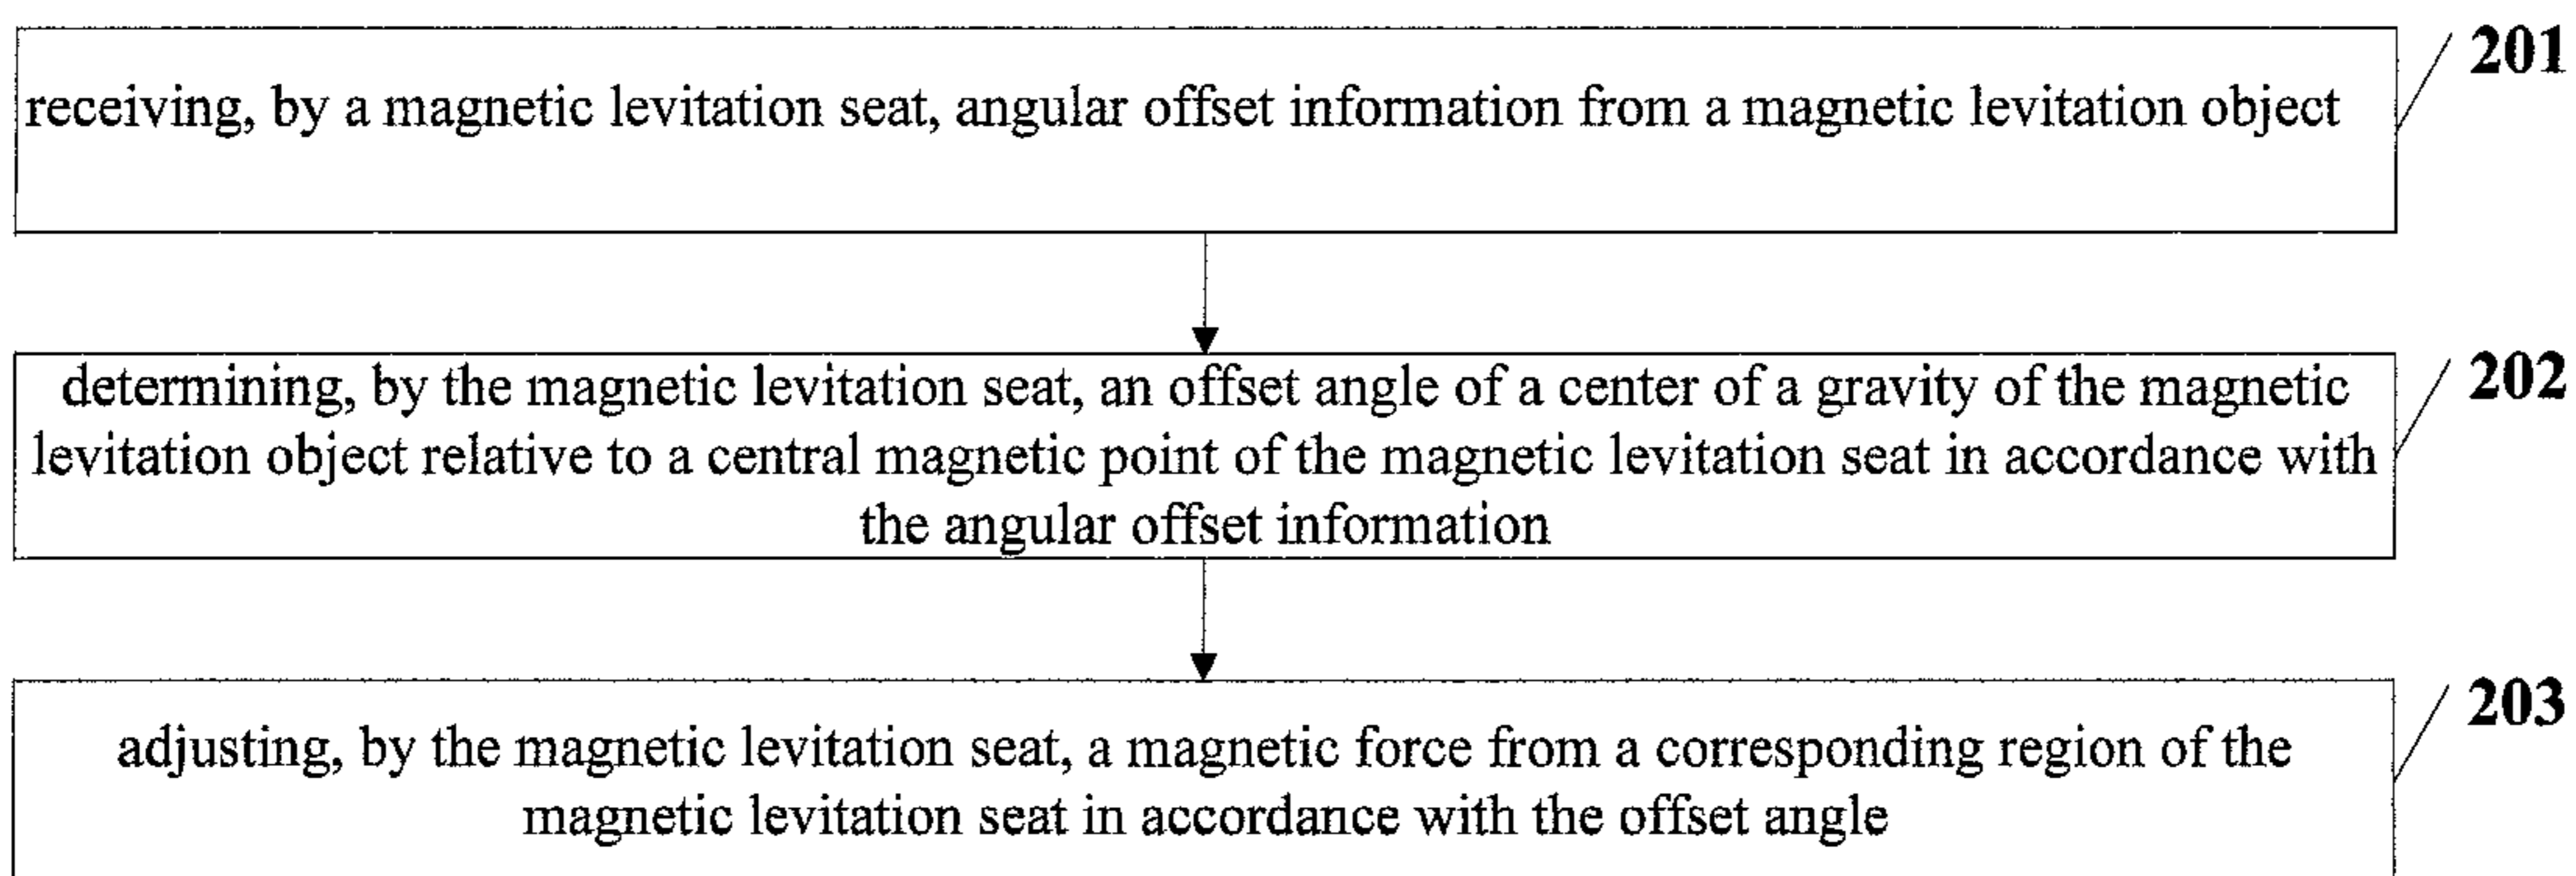 201
receiving, by a magnetic levitation seat, angular offset information from a magnetic levitation object
202
determining, by the magnetic levitation seat, an offset angle of a center of a gravity of the magnetic
levitation object relative to a central magnetic point of the magnetic levitation seat in accordance with
the angular offset information
203
adjusting, by the magnetic levitation seat, a magnetic force from a corresponding region of the
magnetic levitation seat in accordance with the offset angle